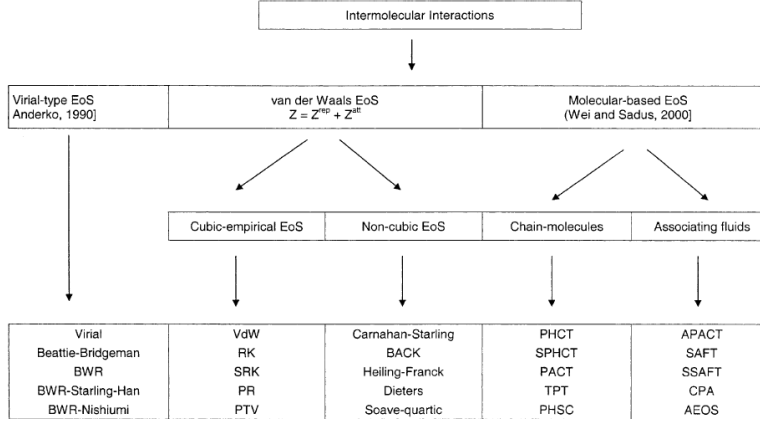 Intermolecular Interactions
Virial-type EoS
Anderko, 1990]
van der Waals EoS
Z = Z^rep + Z^att
Molecular-based EoS
(Wei and Sadus, 2000]
Cubic-empirical EoS
Non-cubic EoS
Chain-molecules
Associating fluids
Virial
Beattie-Bridgeman
BWR
BWR-Starling-Han
BWR-Nishiumi
VdW
RK
SRK
PR
PTV
Carnahan-Starling
BACK
Heiling-Franck
Dieters
Soave-quartic
PHCT
SPHCT
PACT
TPT
PHSC
APACT
SAFT
SSAFT
CPA
AEOS